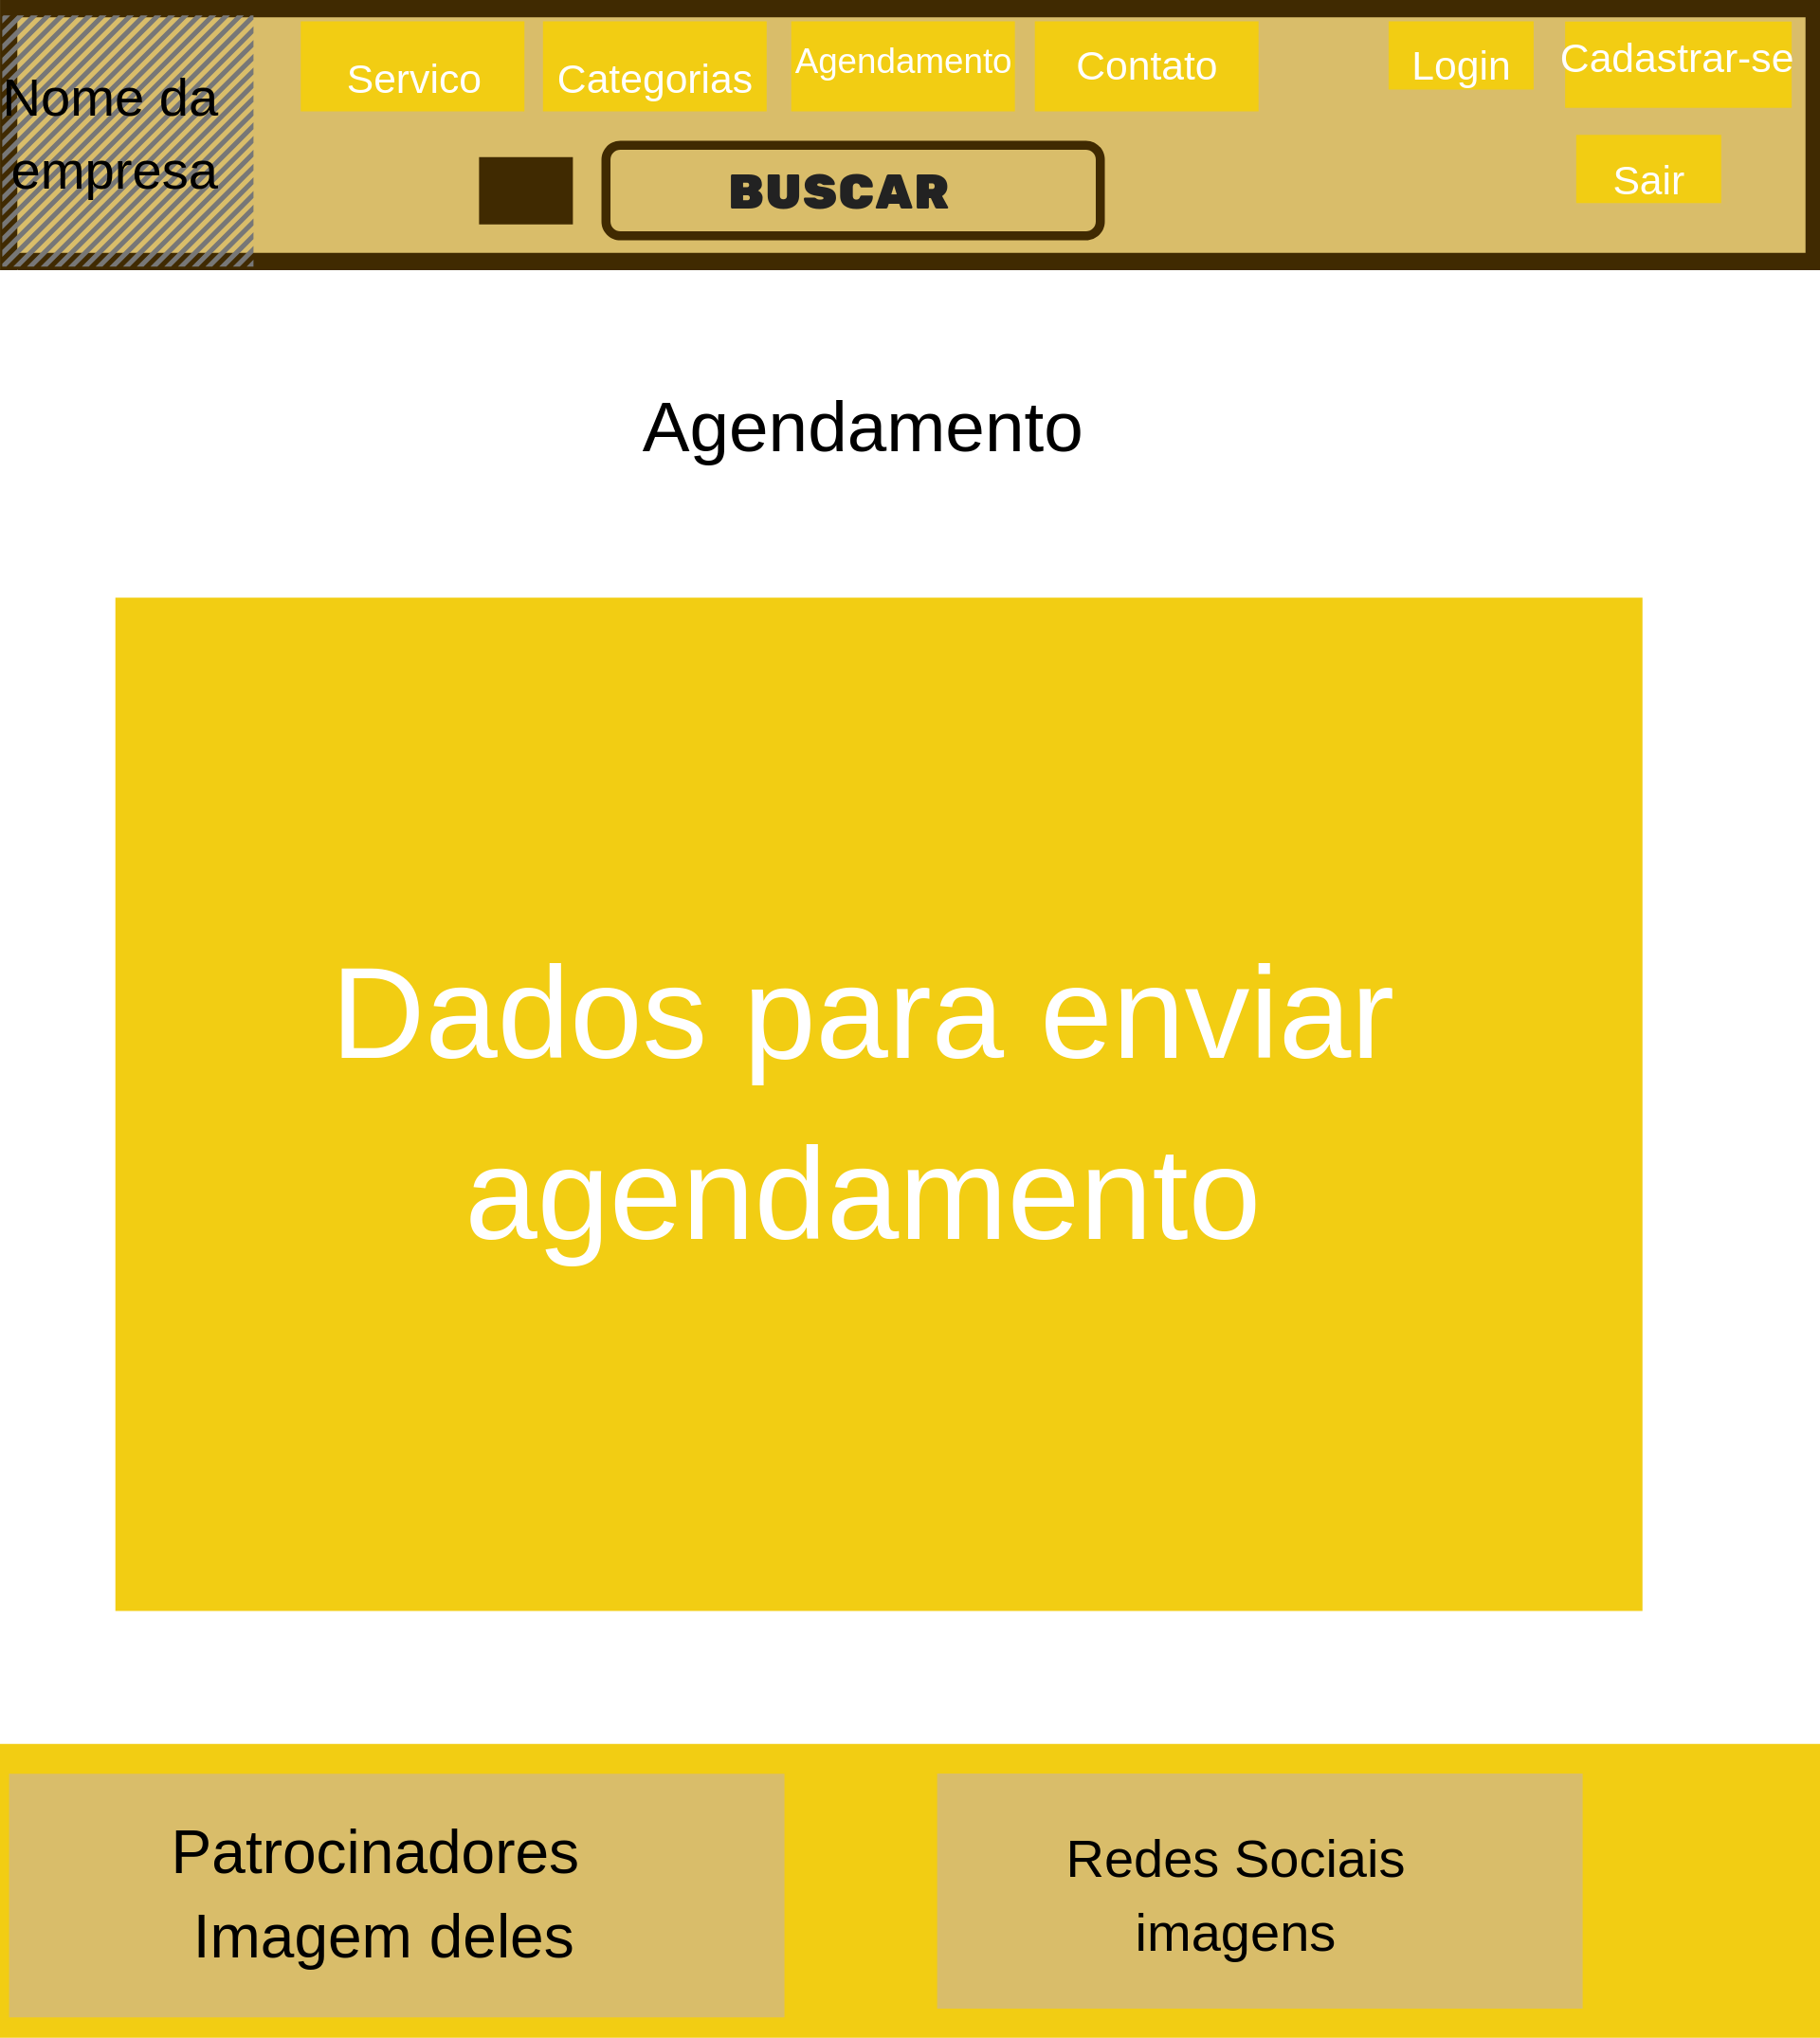 Nome da
empresa
Servico
Categorias
Agendamento
Contato
Login
Cadastrar-se
Sair
BUSCAR
Agendamento
Dados para enviar
agendamento
Patrocinadores
Imagem deles
Redes Sociais
imagens